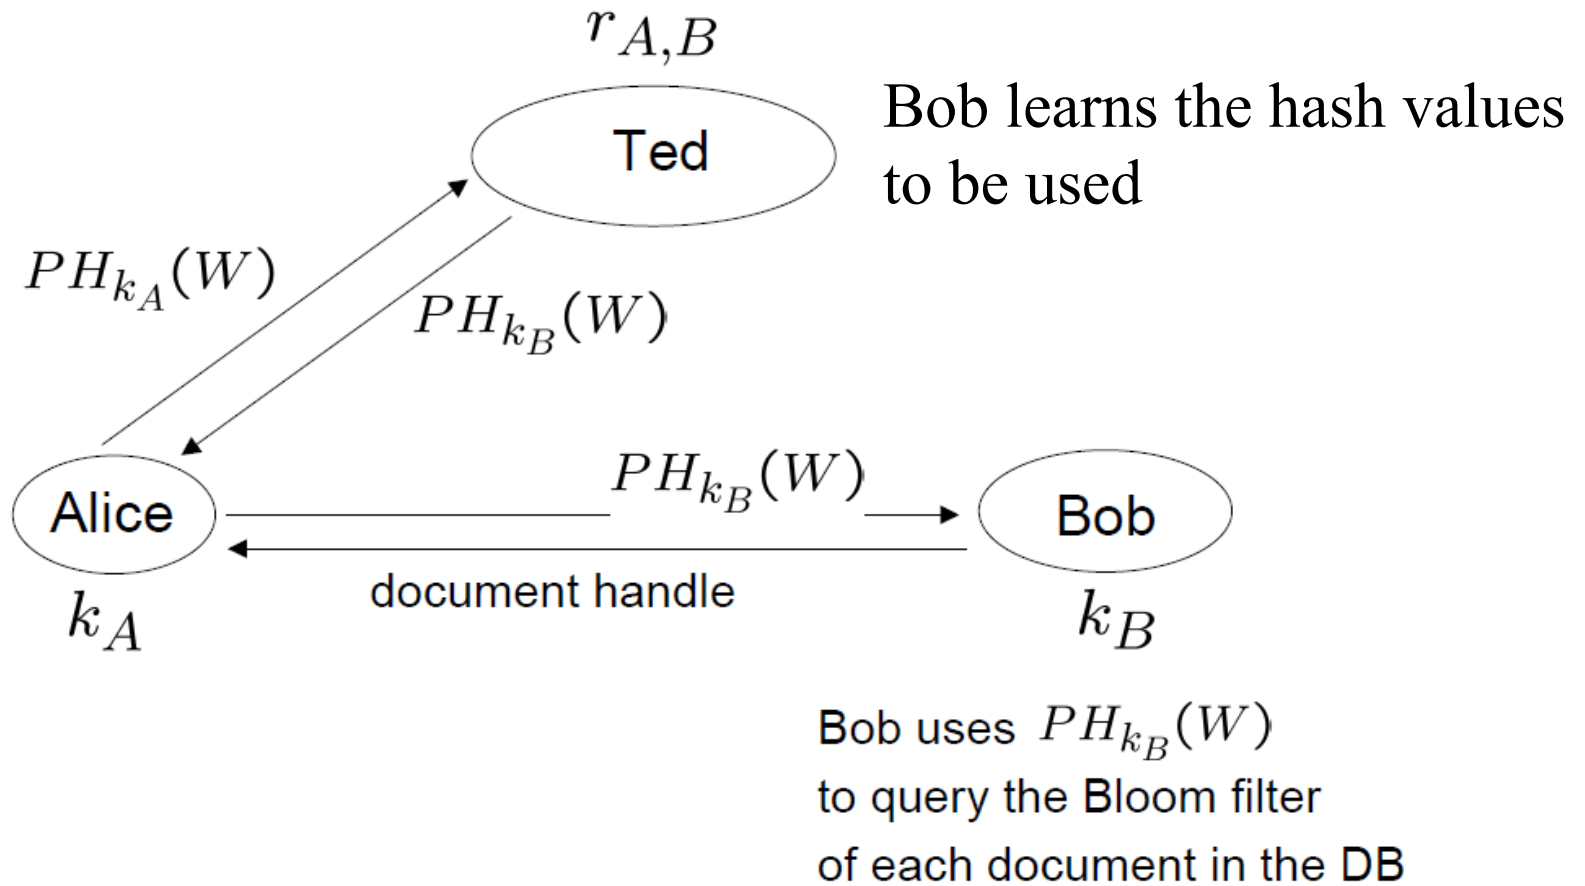 $r_{A,B}$
Ted
Bob learns the hash values
to be used
$PH_{k_A}(W)$
$PH_{k_B}(W)$
Alice
$PH_{k_B}(W)$
Bob
document handle
$k_A$
$k_B$
Bob uses $PH_{k_B}(W)$
to query the Bloom filter
of each document in the DB